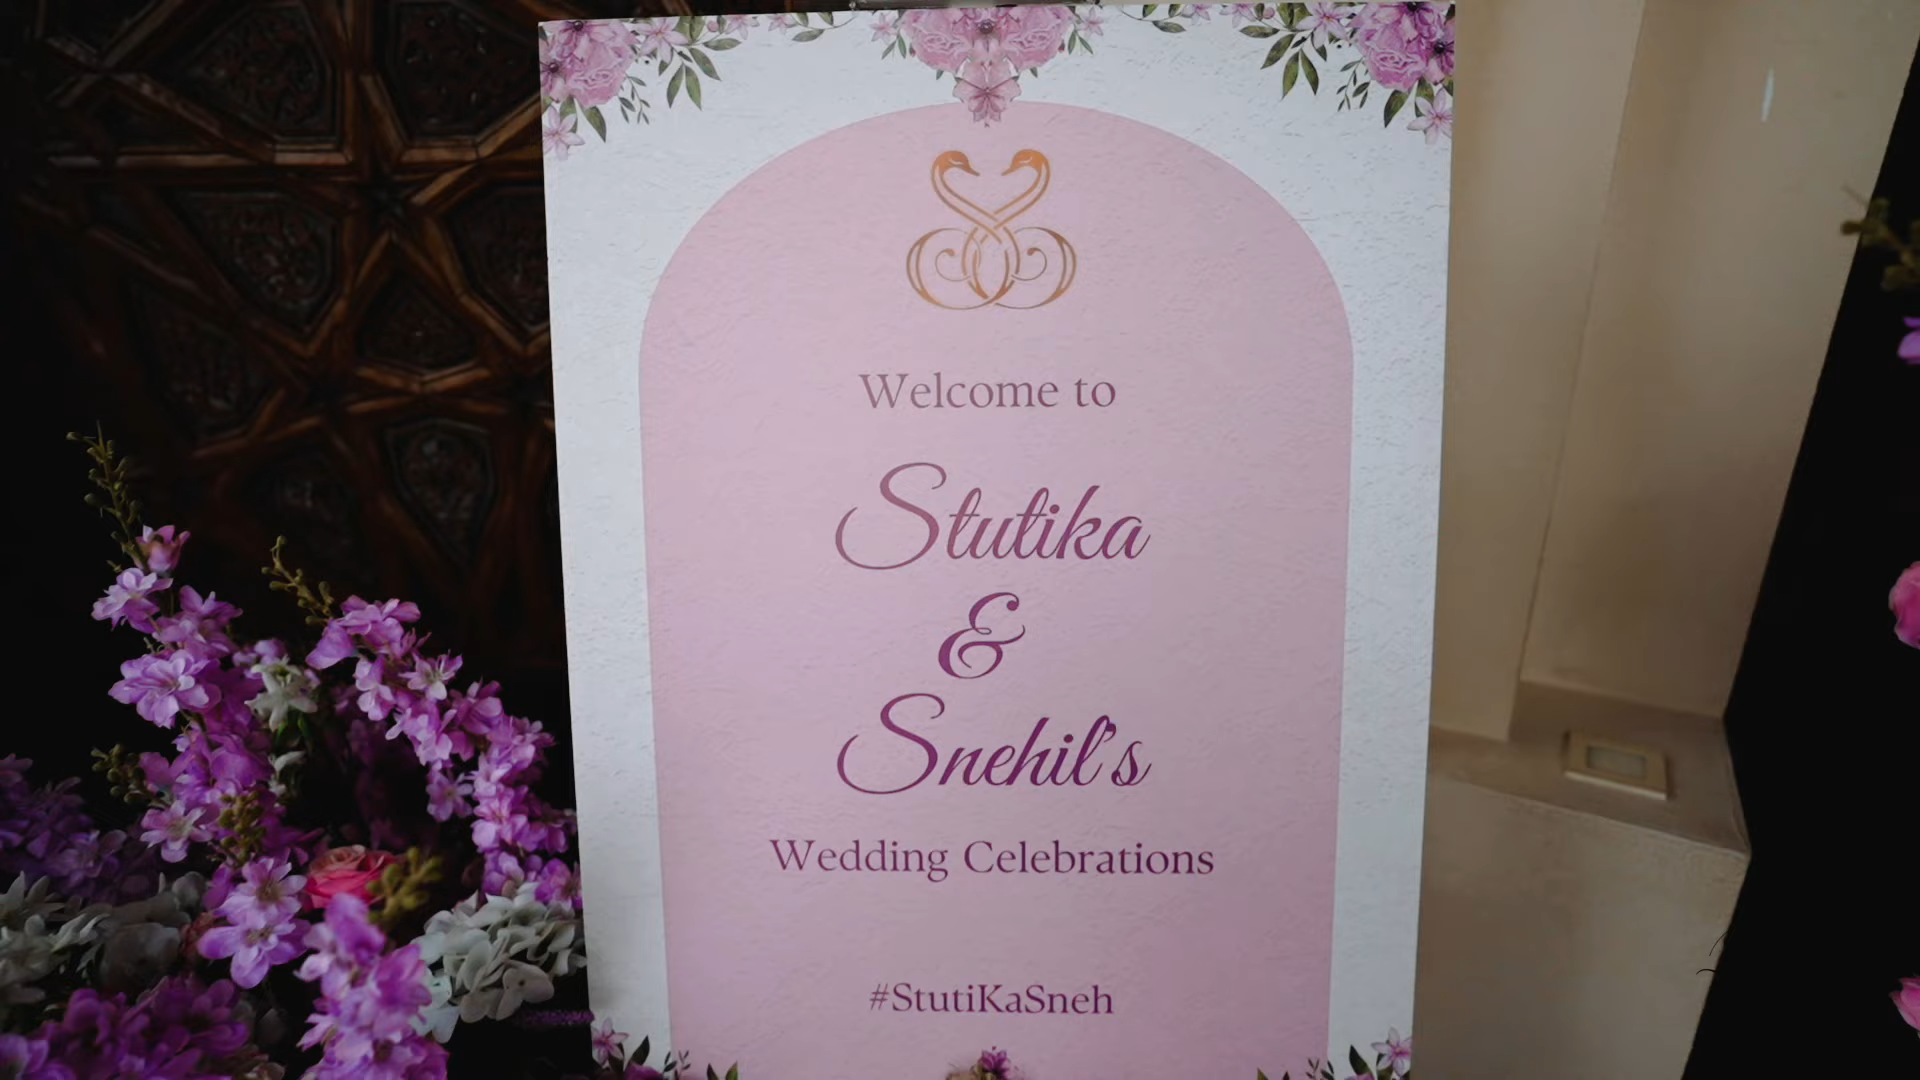 Welcome to
Stutika
&
Snehil's
Wedding Celebrations
#StutiKaSneh